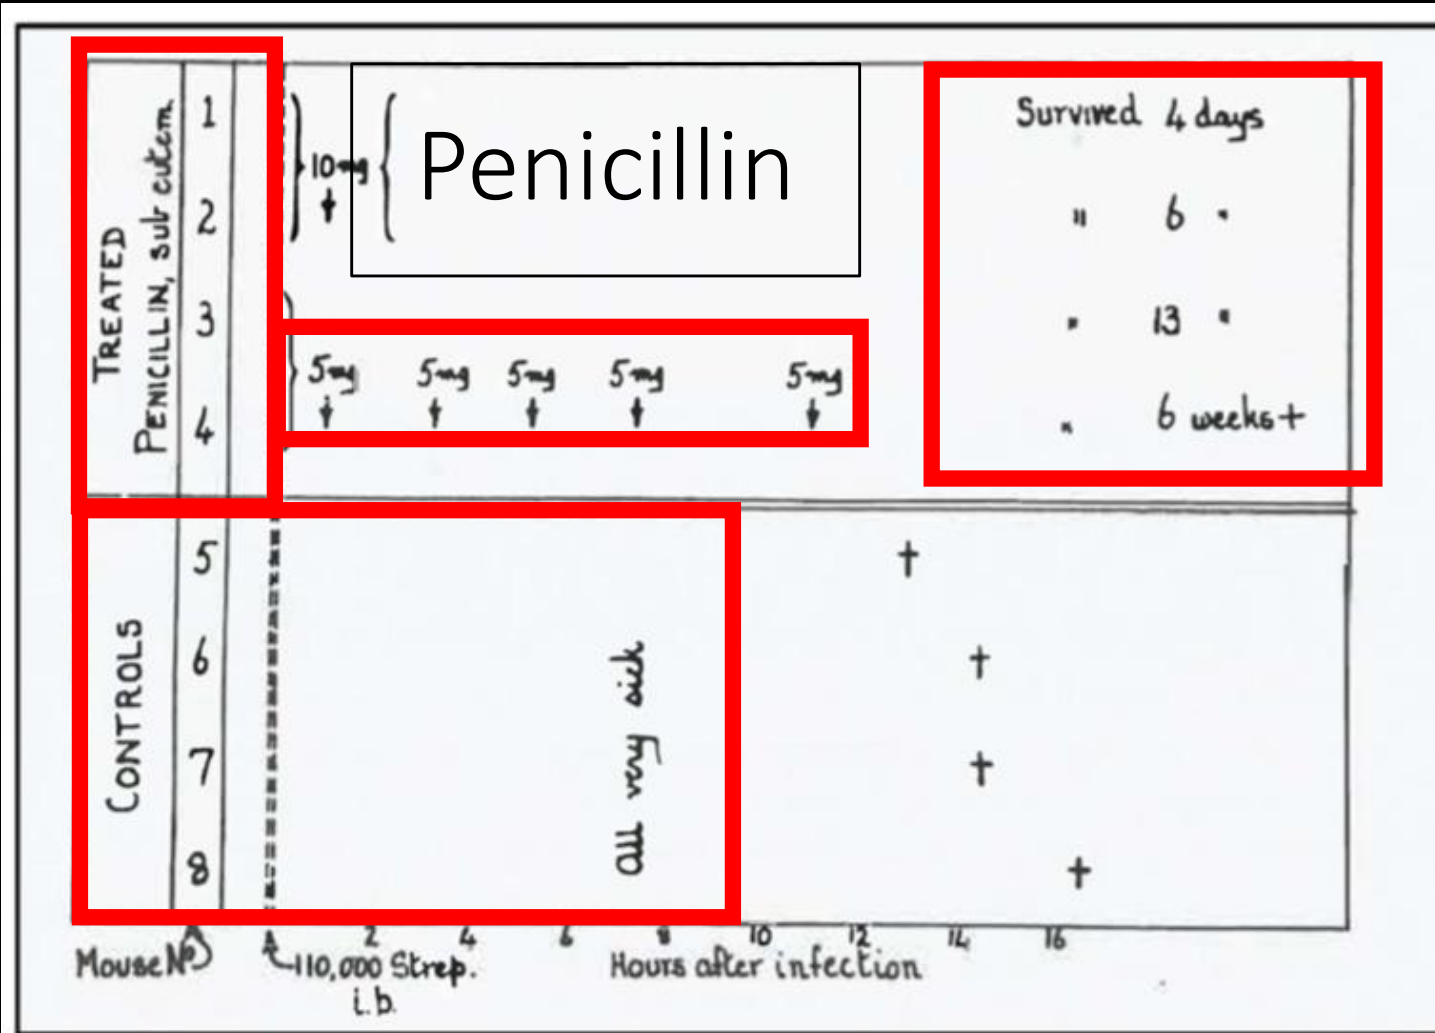 TREATED
PENICILLIN, sub cutem
1
2
3
4
10mg
Penicillin
5mg 5mg 5mg 5mg 5mg
Survived 4 days
" 6 "
" 13 "
" 6 weeks+
CONTROLS
5
6
7
8
All very sick
2 4 6 8 10 12 14 16
Mouse Nº
110,000 Strep.
i.b.
Hours after infection